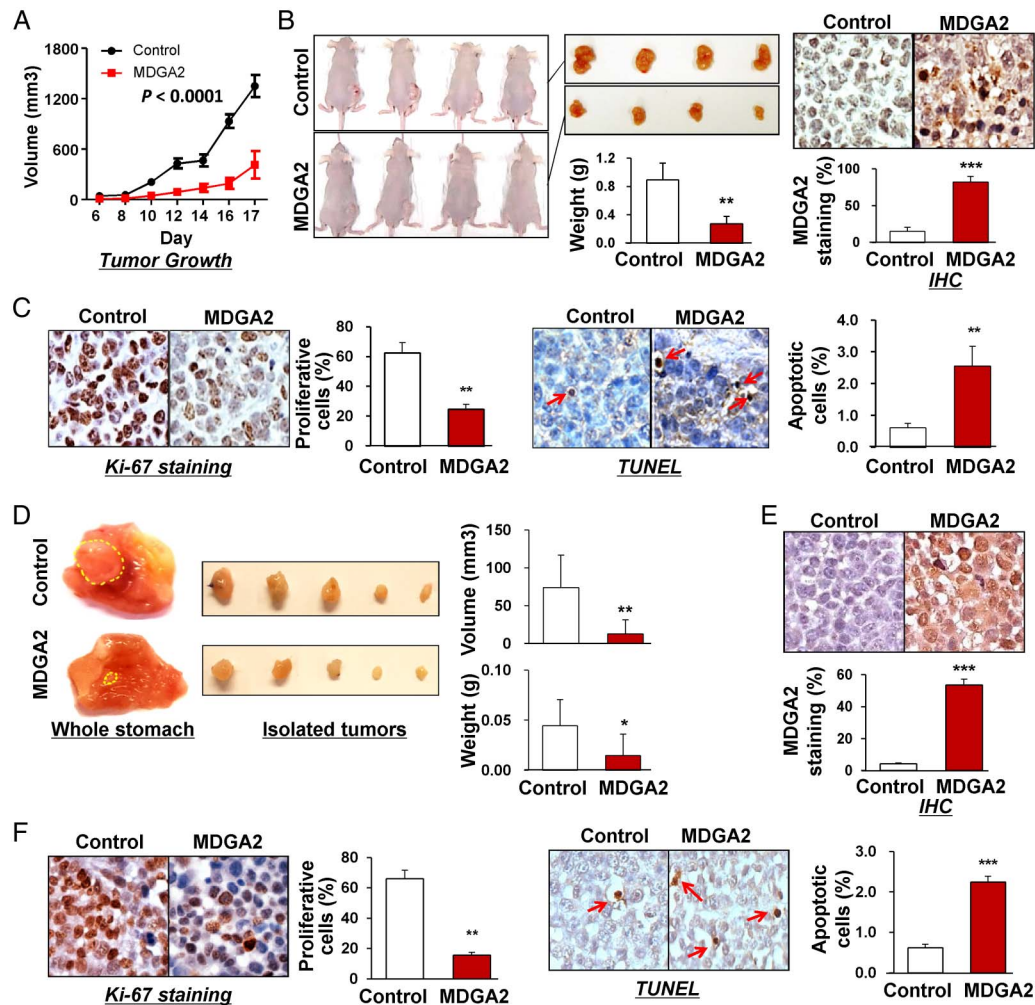 A
Volume (mm3)
1800
1200
600
0
Control
MDGA2
P < 0.0001
6 8 10 12 14 16 17
Day
Tumor Growth
B
Control
MDGA2
Weight (g)
1.2
0.8
0.4
0.0
**
Control MDGA2
Control MDGA2
MDGA2
staining (%)
100
80
60
40
20
0
***
Control MDGA2
IHC
C
Control MDGA2
Ki-67 staining
Proliferative
cells (%)
80
60
40
20
0
**
Control MDGA2
Control MDGA2
TUNEL
Apoptotic
cells (%)
4.0
3.0
2.0
1.0
0.0
**
Control MDGA2
D
Control
MDGA2
Whole stomach
Isolated tumors
Volume (mm3)
150
100
50
0
**
Weight (g)
0.10
0.05
0.00
*
Control MDGA2
E
Control MDGA2
MDGA2
staining (%)
60
40
20
0
***
Control MDGA2
IHC
F
Control MDGA2
Ki-67 staining
Proliferative
cells (%)
80
60
40
20
0
**
Control MDGA2
Control MDGA2
TUNEL
Apoptotic
cells (%)
3.0
2.0
1.0
0.0
***
Control MDGA2